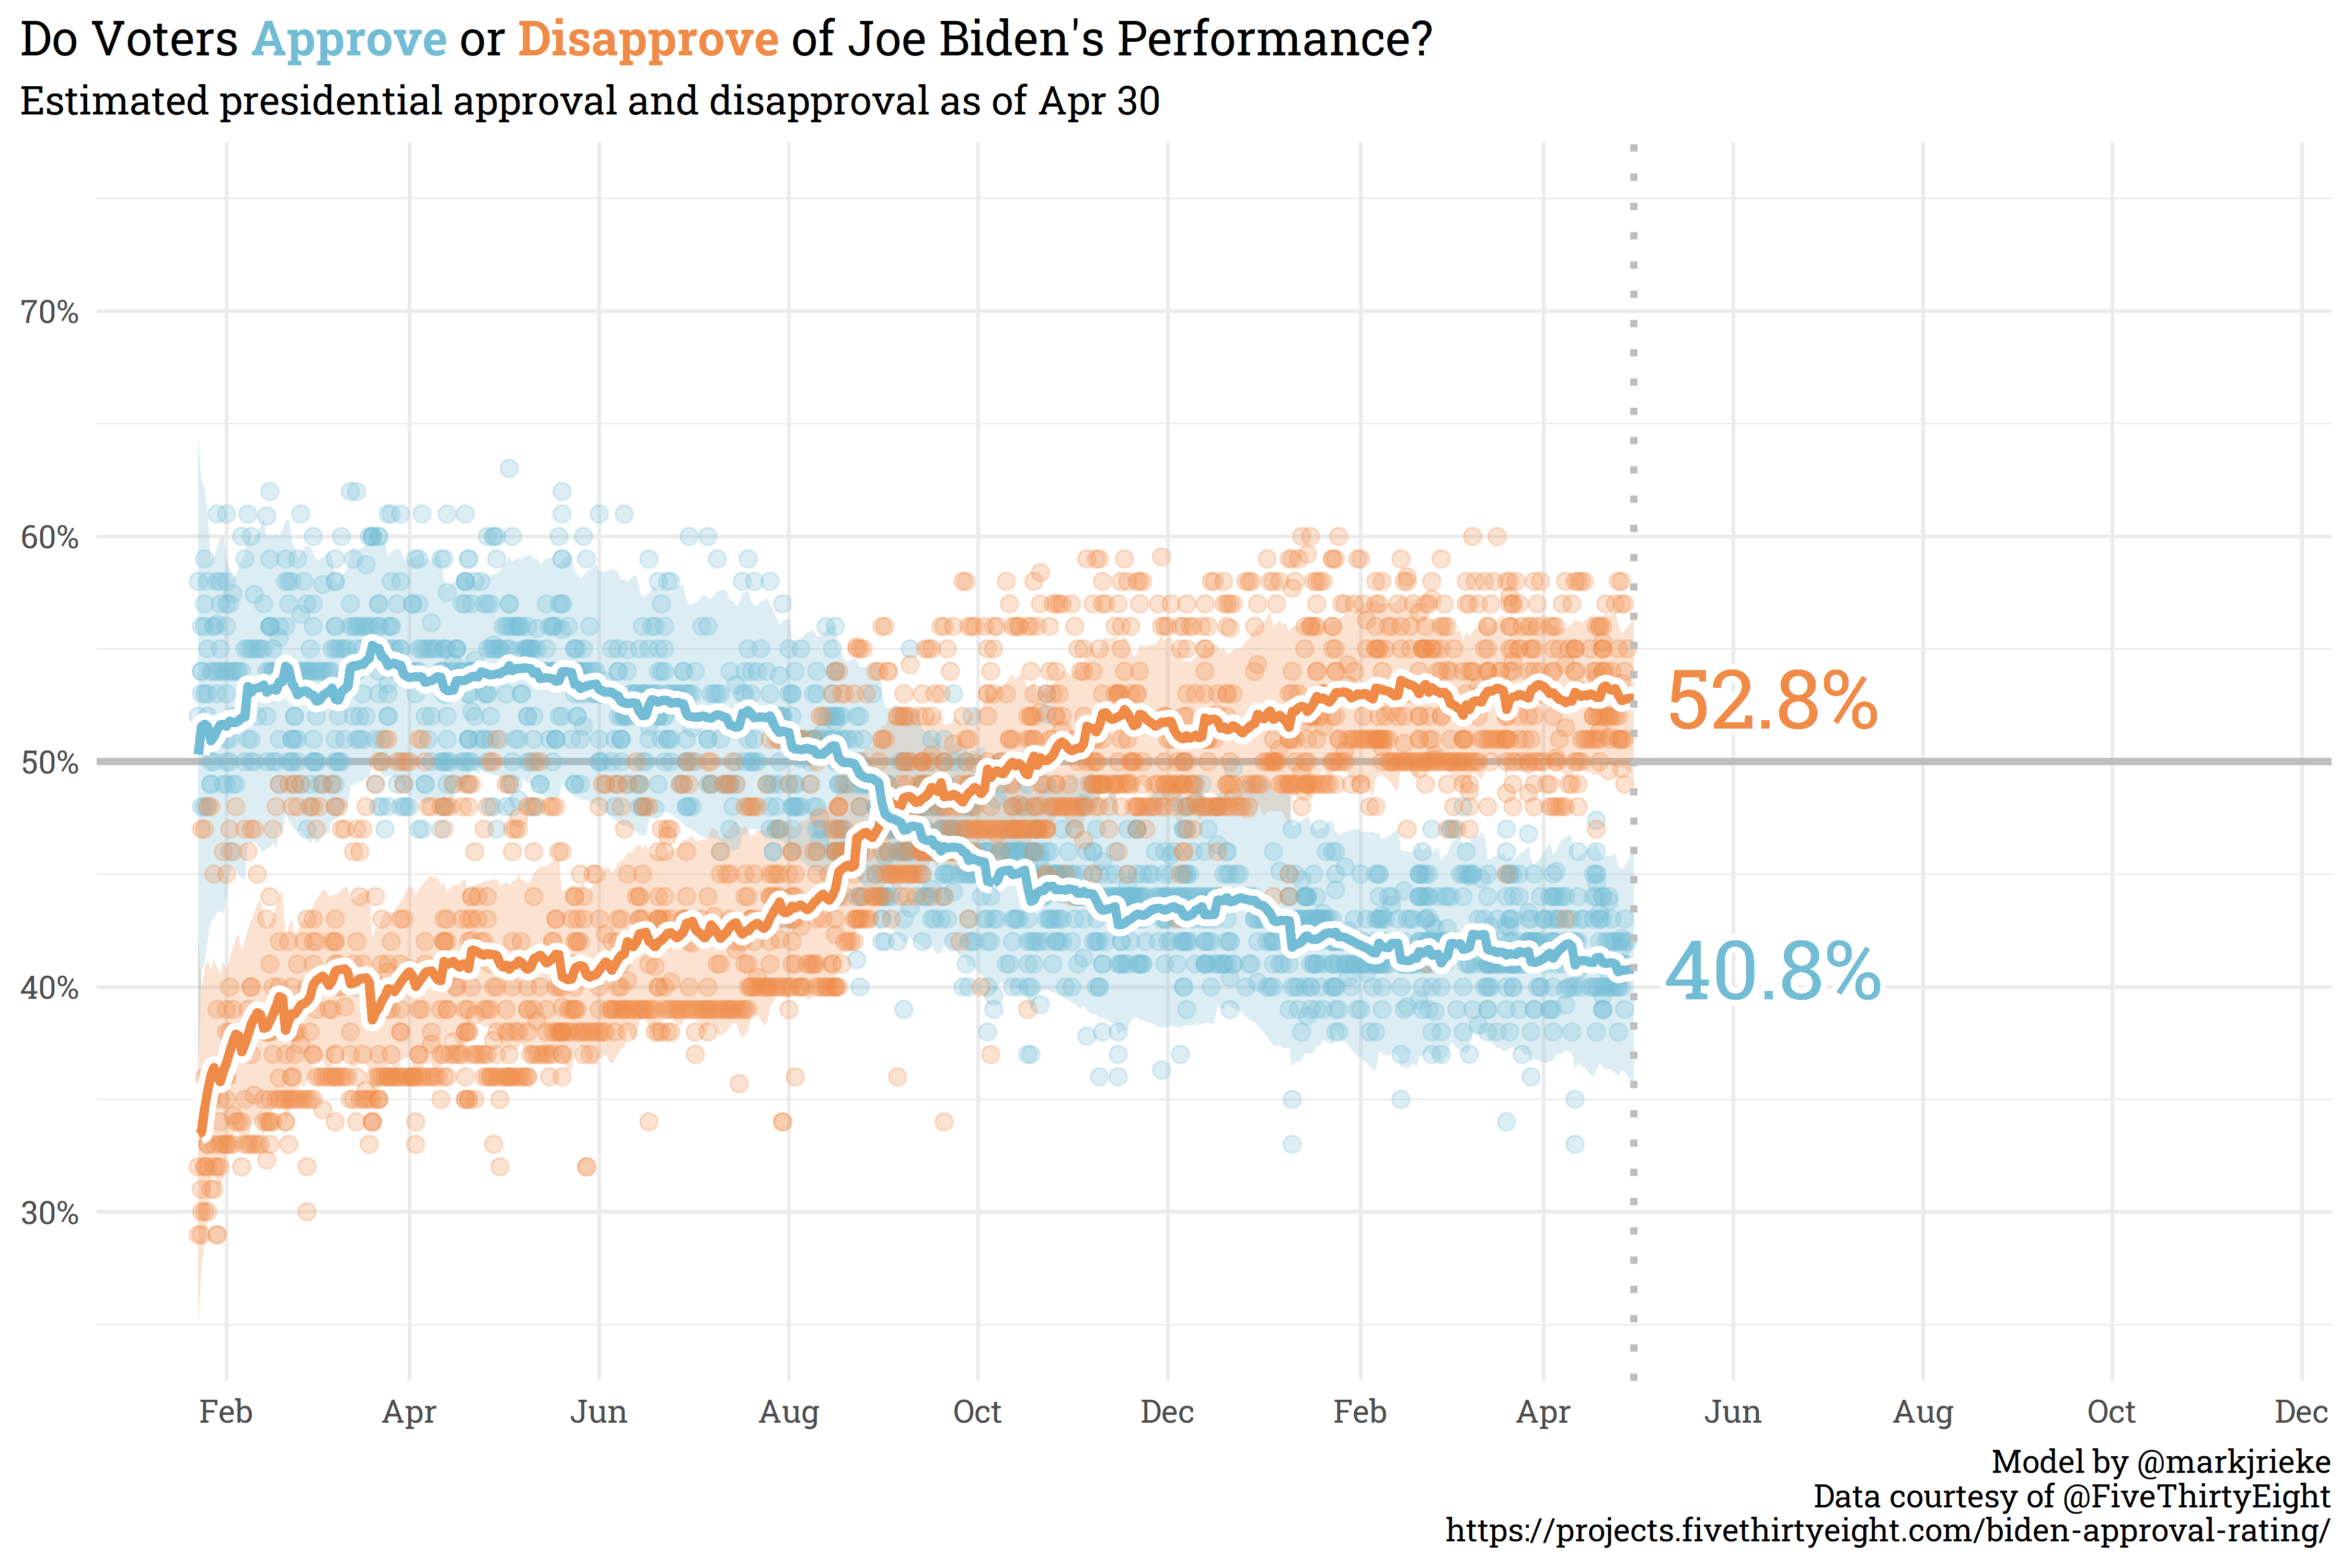 Do Voters Approve or Disapprove of Joe Biden's Performance?
Estimated presidential approval and disapproval as of Apr 30
70%
60%
52.8%
50%
40.8%
40%
30%
Feb Apr Jun Aug Oct Dec Feb Apr Jun Aug Oct Dec
Model by @markjrieke
Data courtesy of @FiveThirtyEight
https://projects.fivethirtyeight.com/biden-approval-rating/